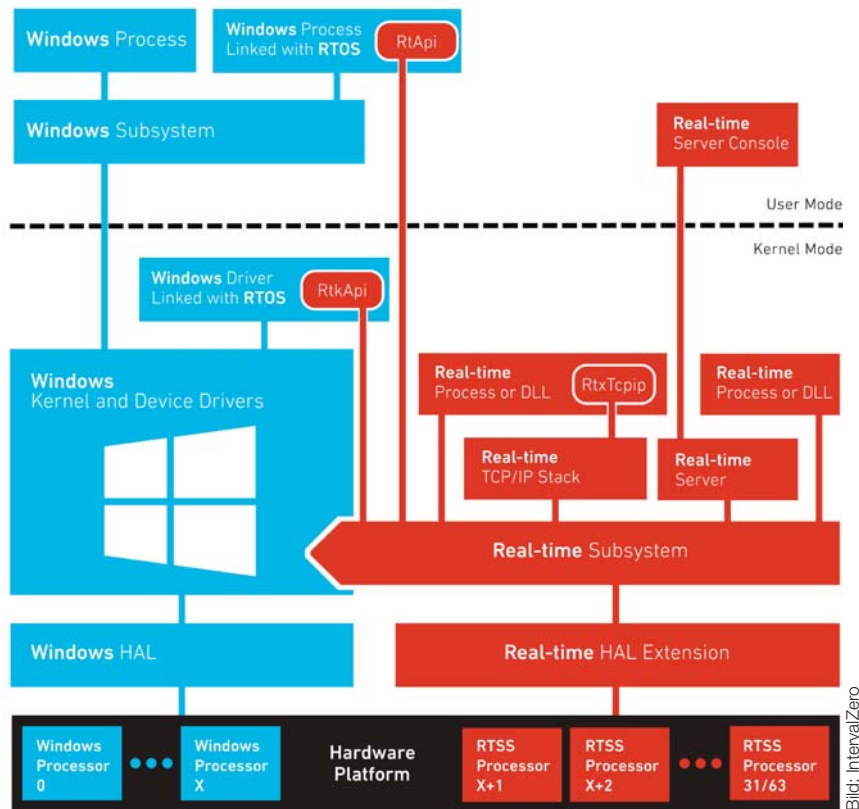 Windows Process
Windows Process
Linked with RTOS
RtApi
Windows Subsystem
Real-time
Server Console
User Mode
Kernel Mode
Windows Driver
Linked with RTOS
RtkApi
Windows
Kernel and Device Drivers
Real-time
Process or DLL
RtxTcpip
Real-time
Process or DLL
Real-time
TCP/IP Stack
Real-time
Server
Real-time Subsystem
Windows HAL
Real-time HAL Extension
Windows
Processor
0
Windows
Processor
X
Hardware
Platform
RTSS
Processor
X+1
RTSS
Processor
X+2
RTSS
Processor
31/63
Bild: IntervalZero